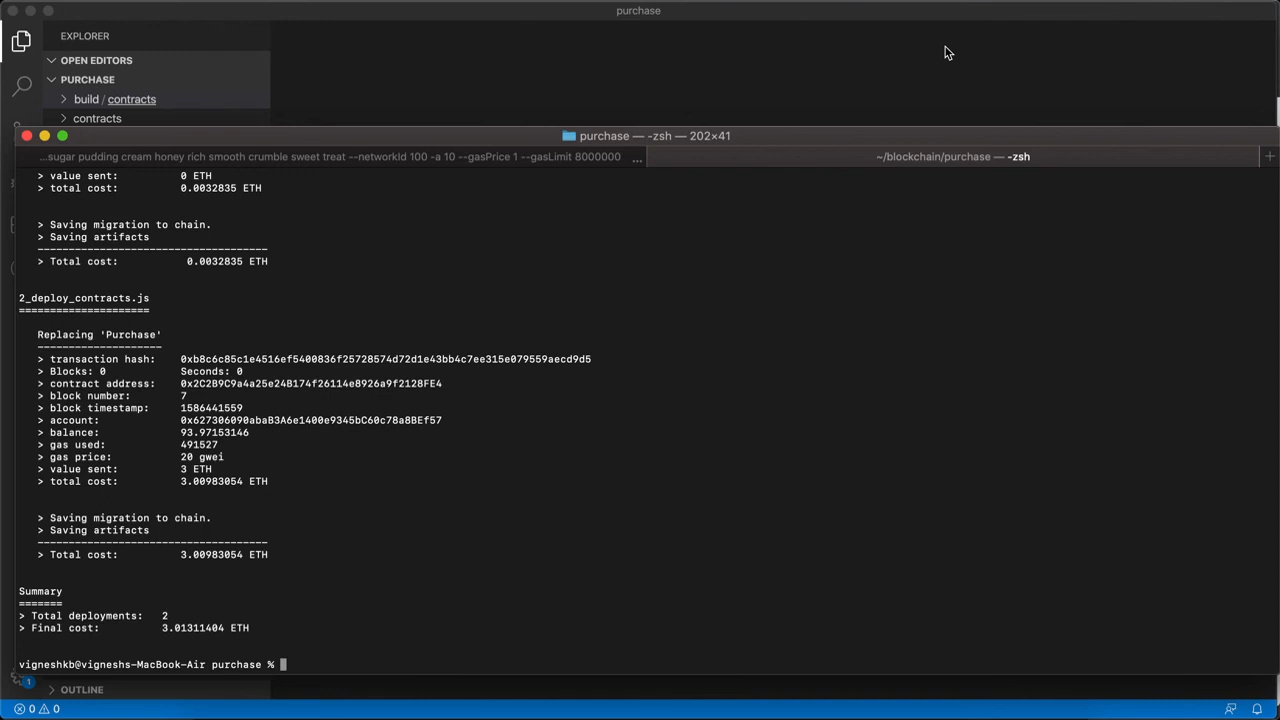 purchase
EXPLORER
OPEN EDITORS
PURCHASE
build / contracts
contracts
purchase — -zsh — 202×41
...sugar pudding cream honey rich smooth crumble sweet treat --networkId 100 -a 10 --gasPrice 1 --gasLimit 8000000 ...
~/blockchain/purchase — -zsh
> value sent: 0 ETH
> total cost: 0.0032835 ETH
> Saving migration to chain.
> Saving artifacts
-------------------------------------
> Total cost: 0.0032835 ETH
2_deploy_contracts.js
=====================
Replacing 'Purchase'
--------------------
> transaction hash: 0xb8c6c85c1e4516ef5400836f25728574d72d1e43bb4c7ee315e079559aecd9d5
> Blocks: 0 Seconds: 0
> contract address: 0x2C2B9C9a4a25e24B174f26114e8926a9f2128FE4
> block number: 7
> block timestamp: 1586441559
> account: 0x627306090abaB3A6e1400e9345bC60c78a8BEf57
> balance: 93.97153146
> gas used: 491527
> gas price: 20 gwei
> value sent: 3 ETH
> total cost: 3.00983054 ETH
> Saving migration to chain.
> Saving artifacts
-------------------------------------
> Total cost: 3.00983054 ETH
Summary
=======
> Total deployments: 2
> Final cost: 3.01311404 ETH
vigneshkb@vigneshs-MacBook-Air purchase %
1
OUTLINE
0 0